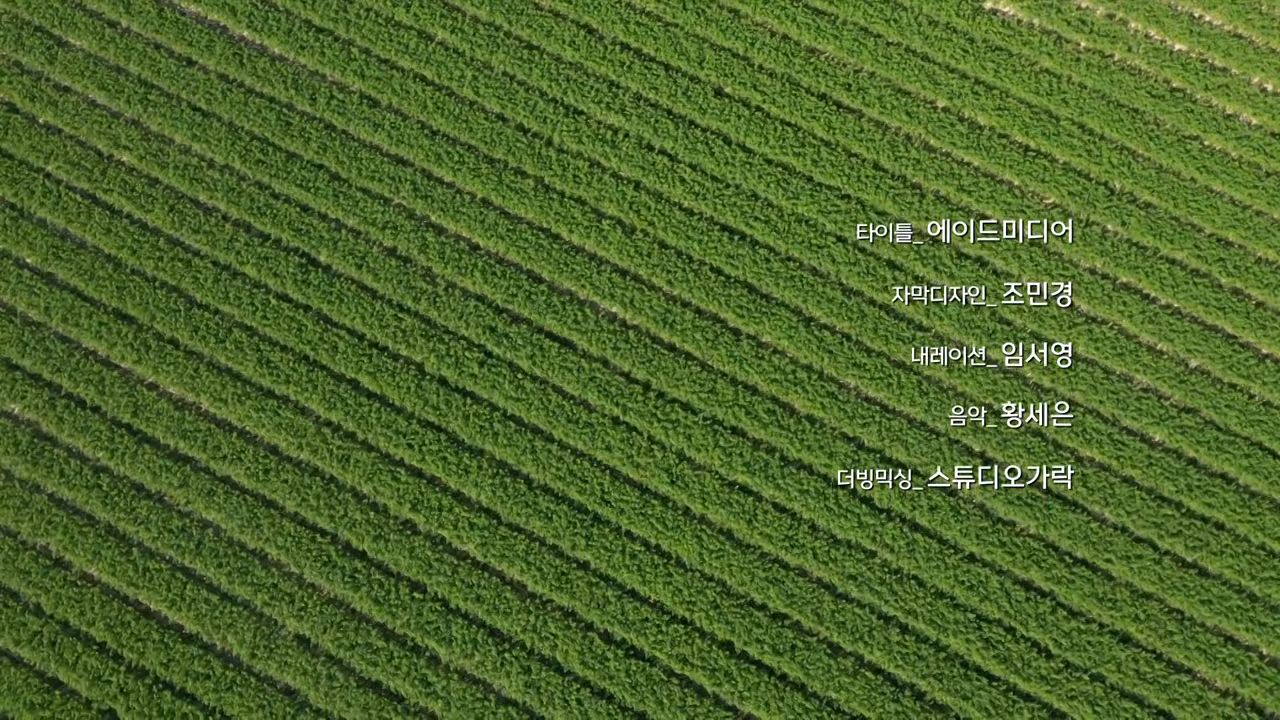 타이틀_에이드미디어
자막디자인_조민경
내레이션_임서영
음악_황세은
더빙믹싱_스튜디오가락